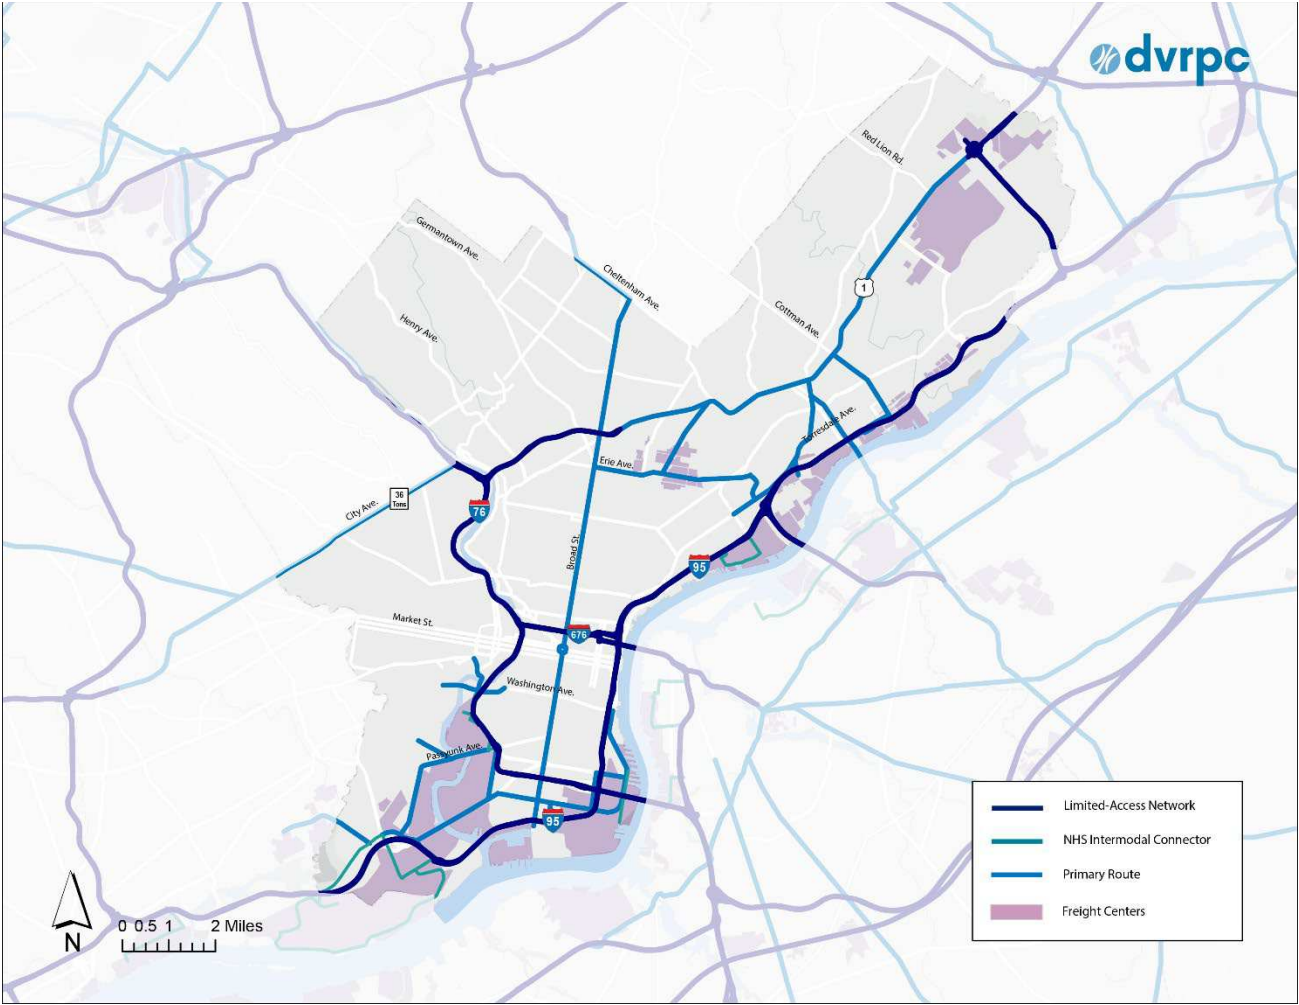 dvrpc
Red Lion Rd.
Germantown Ave.
Cheltenham Ave.
1
Henry Ave.
Cottman Ave.
Torresdale Ave.
Erie Ave.
36
Tons
City Ave.
76
Broad St.
95
Market St.
676
Washington Ave.
Passyunk Ave.
95
Limited-Access Network
NHS Intermodal Connector
Primary Route
Freight Centers
0 0.5 1 2 Miles
N